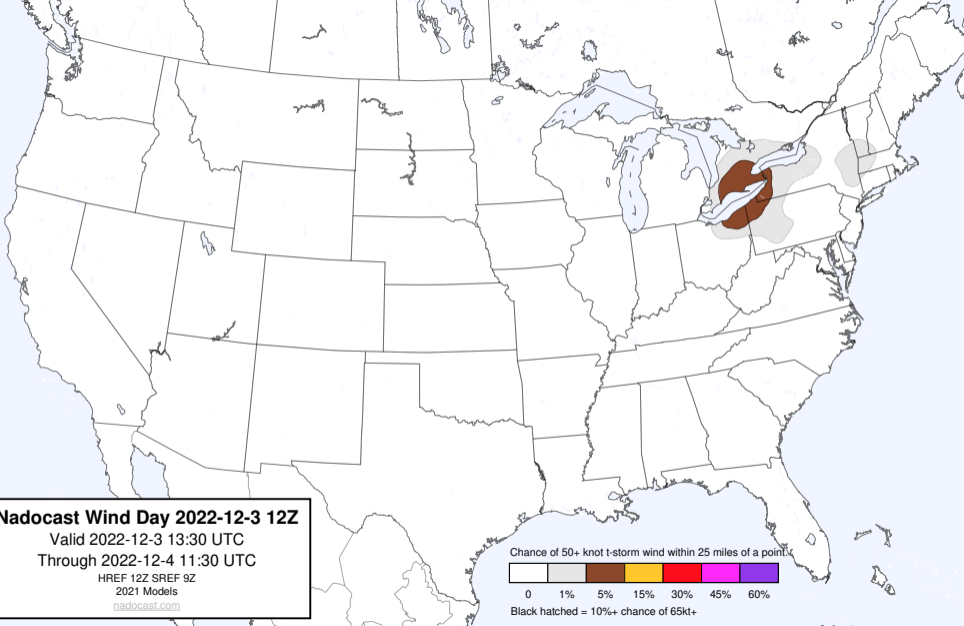 Nadocast Wind Day 2022-12-3 12Z
Valid 2022-12-3 13:30 UTC
Through 2022-12-4 11:30 UTC
HREF 12Z SREF 9Z
2021 Models
nadocast.com
Chance of 50+ knot t-storm wind within 25 miles of a point.
0 1% 5% 15% 30% 45% 60%
Black hatched = 10%+ chance of 65kt+